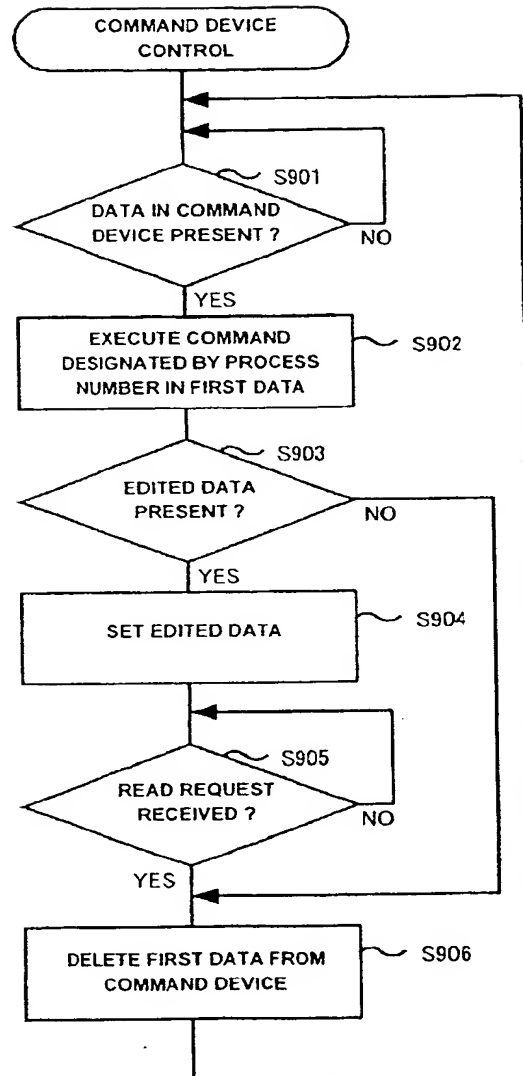 COMMAND DEVICE
CONTROL
S901
DATA IN COMMAND
DEVICE PRESENT ?
NO
YES
EXECUTE COMMAND
DESIGNATED BY PROCESS
NUMBER IN FIRST DATA
S902
S903
EDITED DATA
PRESENT ?
NO
YES
SET EDITED DATA
S904
S905
READ REQUEST
RECEIVED ?
NO
YES
DELETE FIRST DATA FROM
COMMAND DEVICE
S906